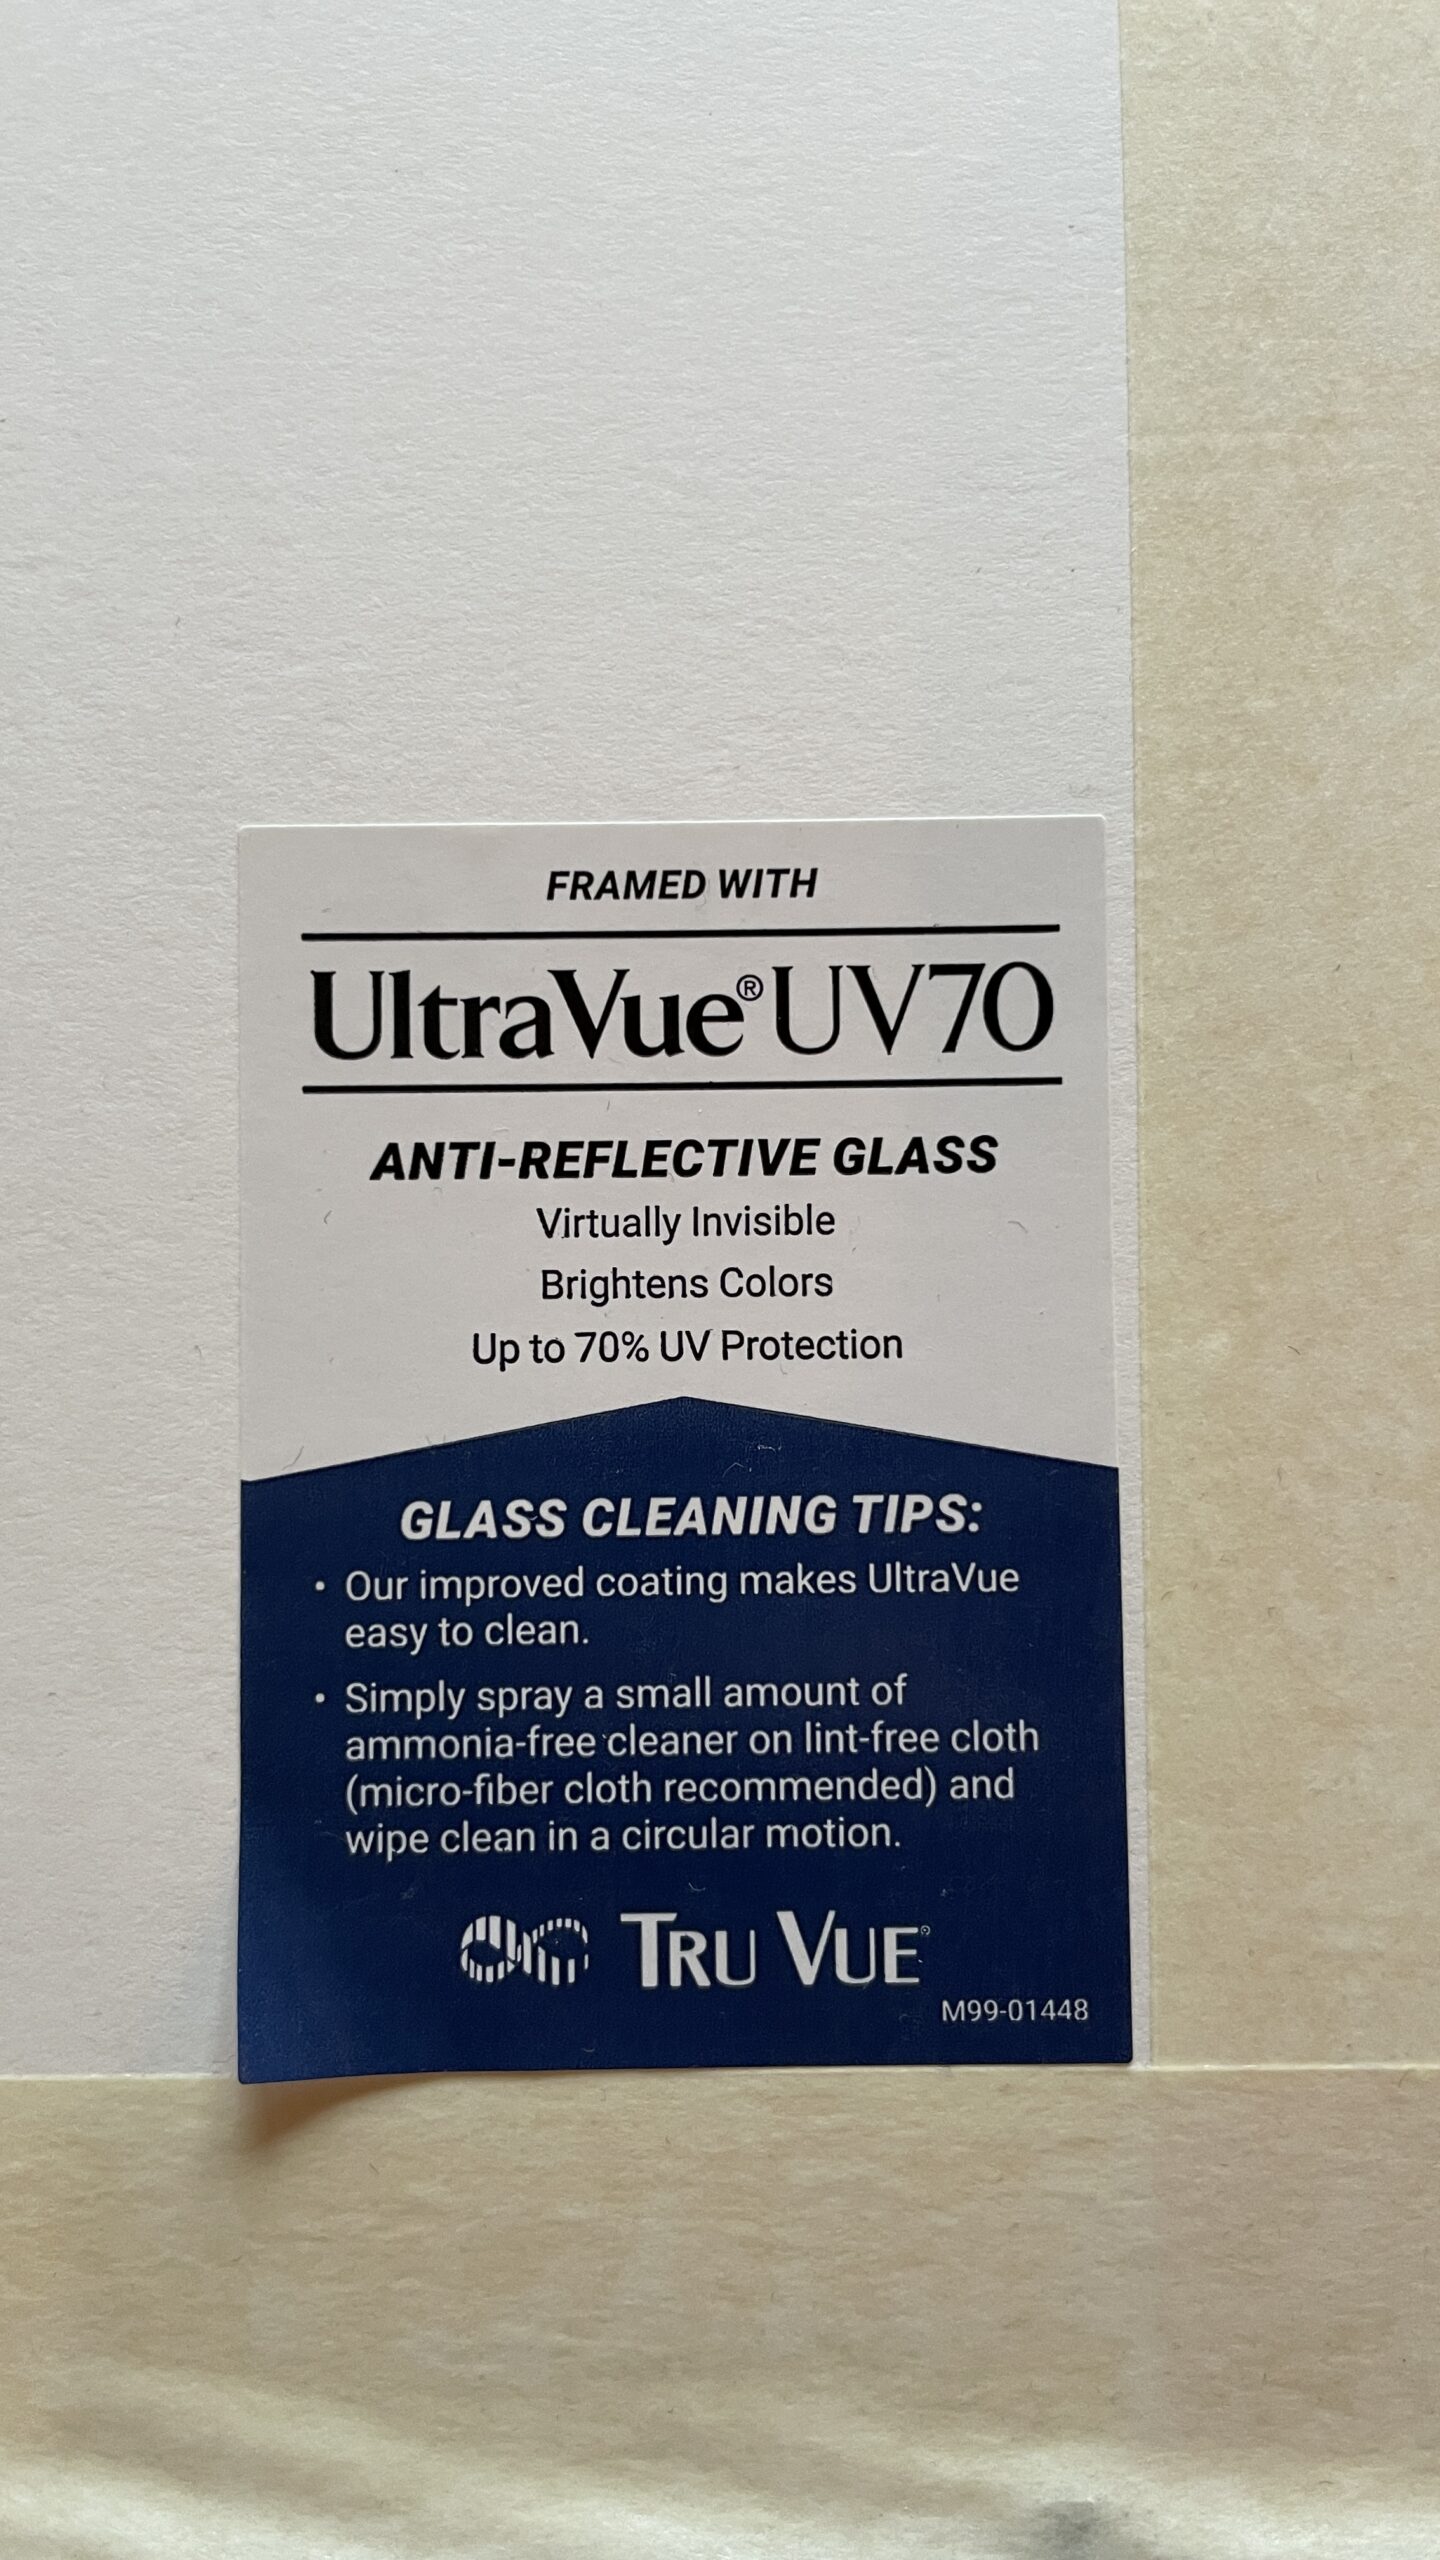 FRAMED WITH
UltraVue® UV70
ANTI-REFLECTIVE GLASS
Virtually Invisible
Brightens Colors
Up to 70% UV Protection
GLASS CLEANING TIPS:
• Our improved coating makes UltraVue
easy to clean.
• Simply spray a small amount of
ammonia-free cleaner on lint-free cloth
(micro-fiber cloth recommended) and
wipe clean in a circular motion.
TRU VUE®
M99-01448